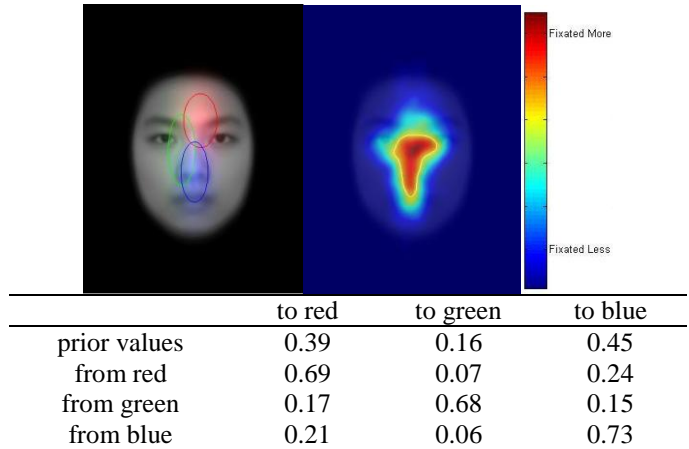 Fixated More
Fixated Less
to red to green to blue
prior values 0.39 0.16 0.45
from red 0.69 0.07 0.24
from green 0.17 0.68 0.15
from blue 0.21 0.06 0.73